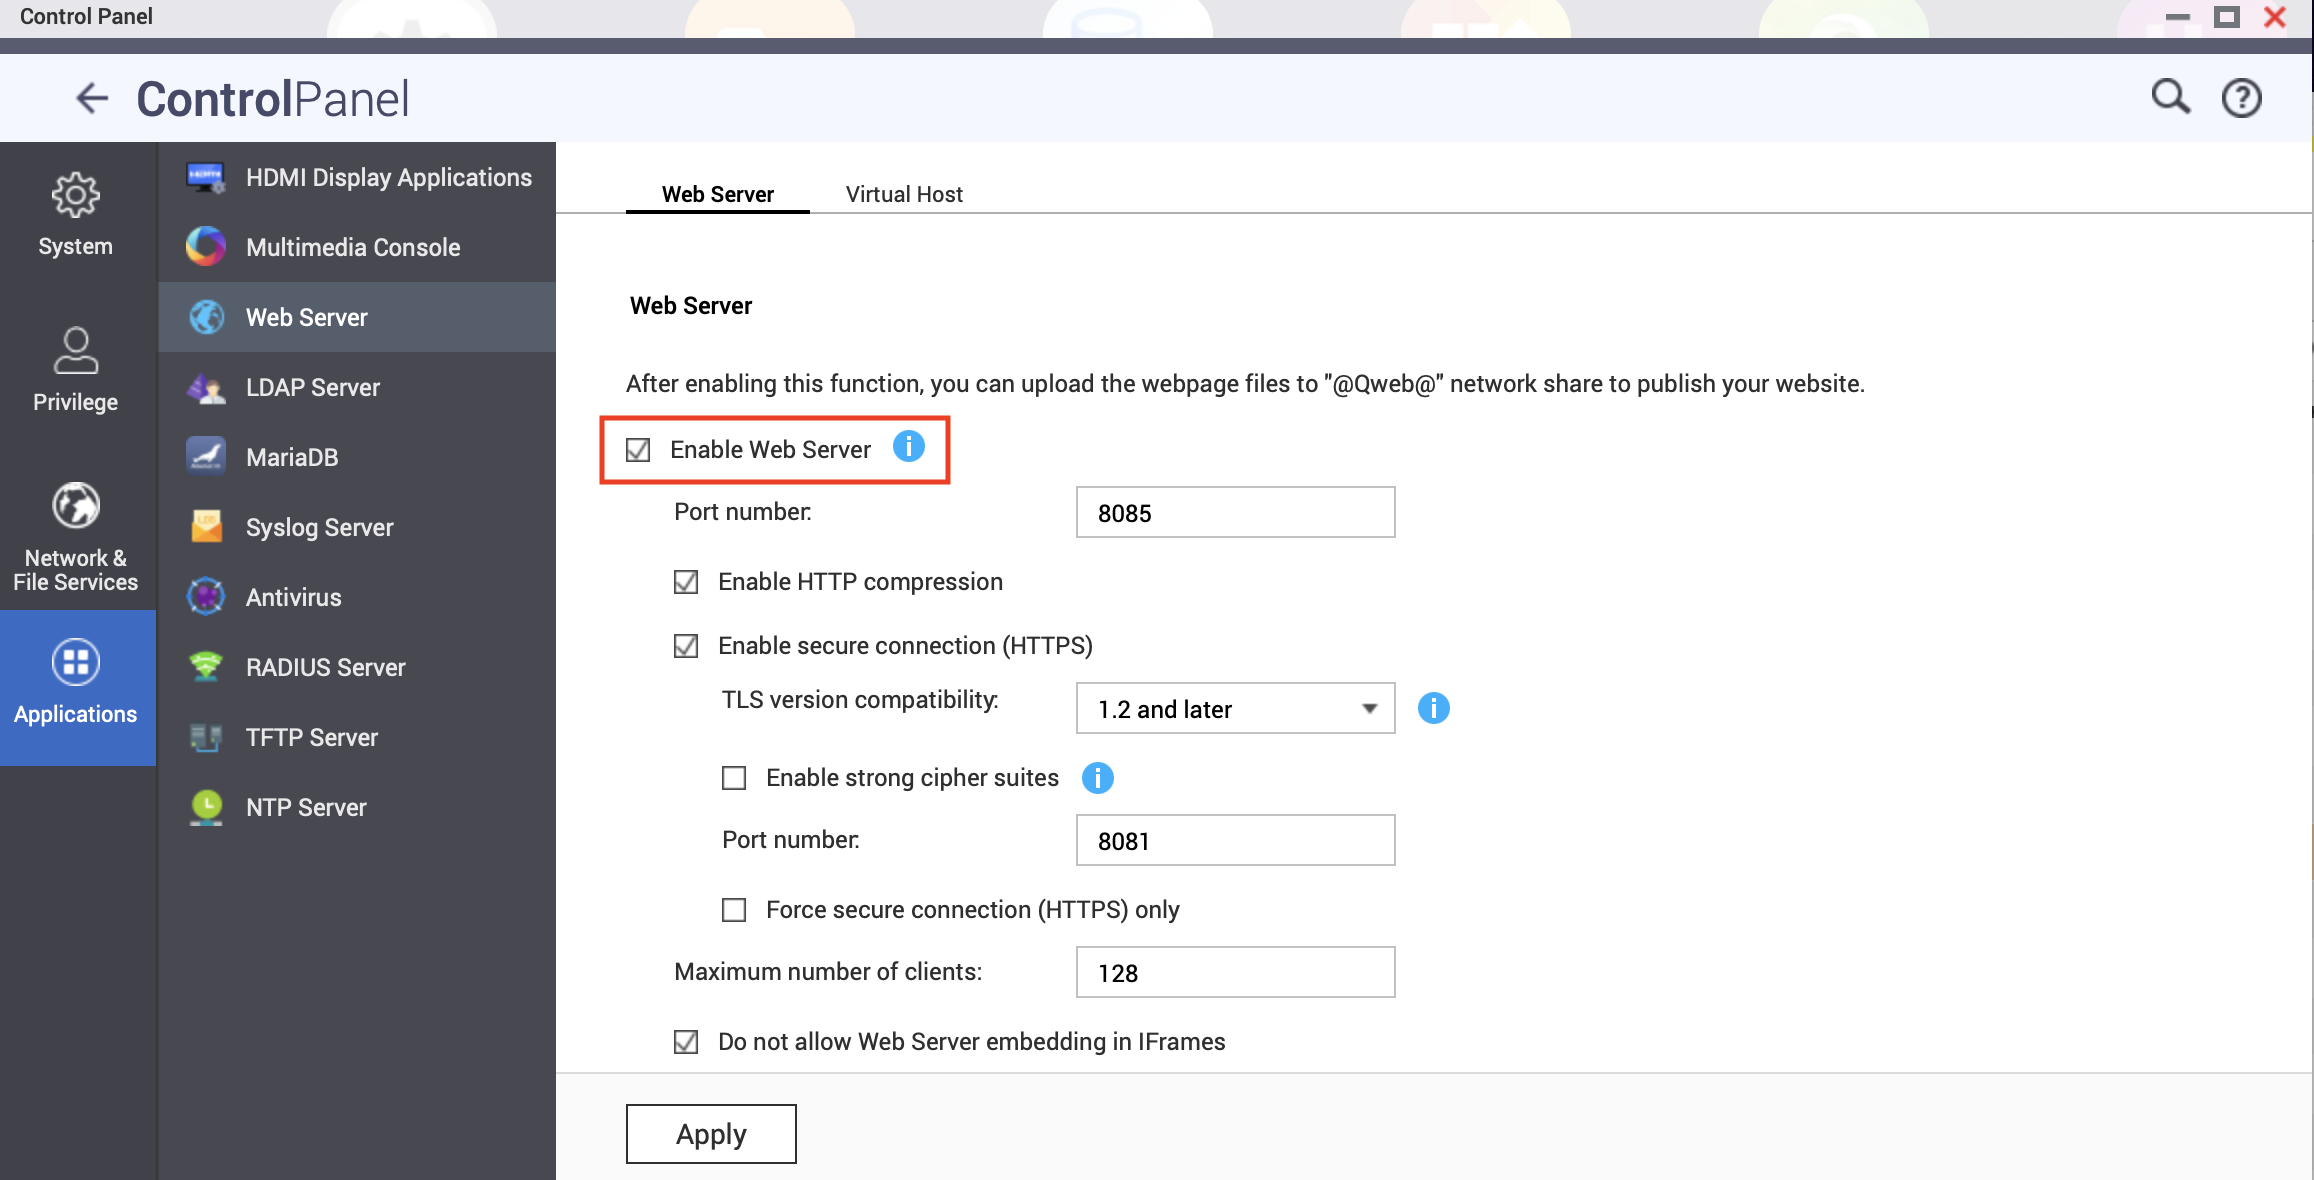 Control Panel
ControlPanel
System
Privilege
Network &
File Services
Applications
HDMI Display Applications
Multimedia Console
Web Server
LDAP Server
MariaDB
Syslog Server
Antivirus
RADIUS Server
TFTP Server
NTP Server
Web Server Virtual Host
Web Server
After enabling this function, you can upload the webpage files to "@Qweb@" network share to publish your website.
Enable Web Server
Port number: 8085
Enable HTTP compression
Enable secure connection (HTTPS)
TLS version compatibility: 1.2 and later
Enable strong cipher suites
Port number: 8081
Force secure connection (HTTPS) only
Maximum number of clients: 128
Do not allow Web Server embedding in IFrames
Apply